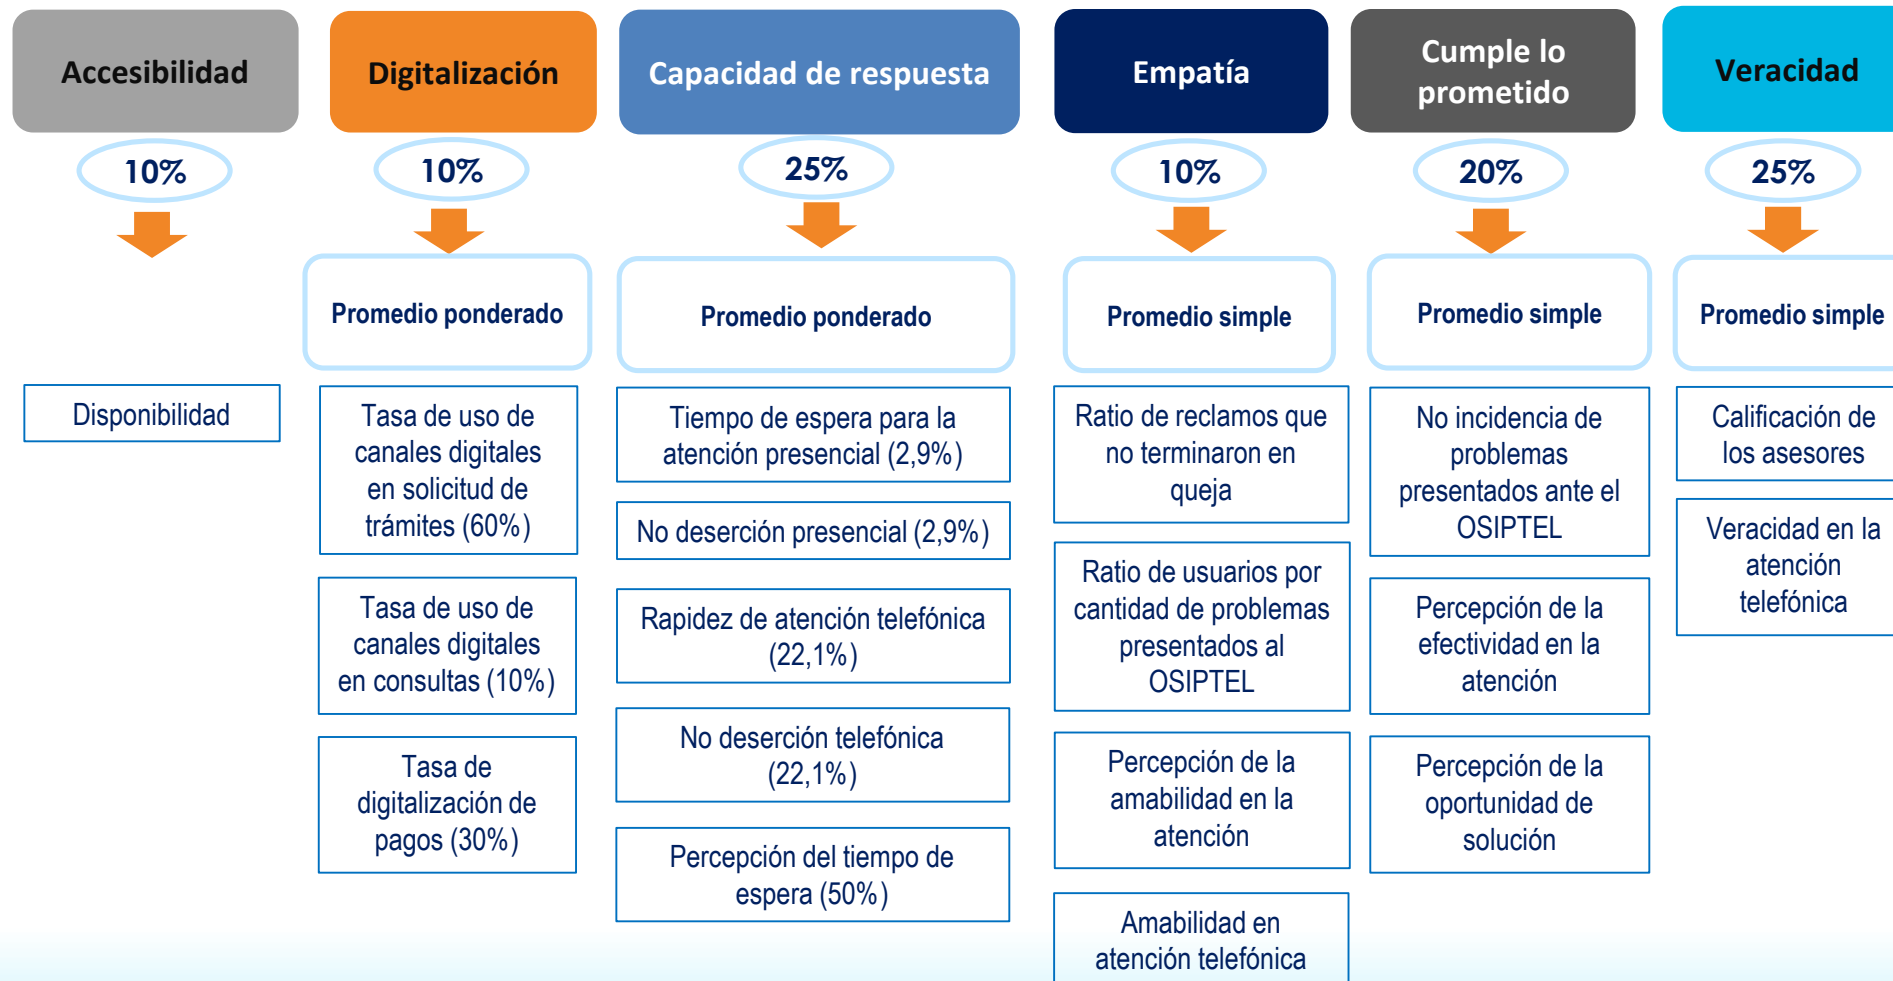 Accesibilidad
10%
Disponibilidad
Digitalización
10%
Promedio ponderado
Tasa de uso de
canales digitales
en solicitud de
trámites (60%)
Tasa de uso de
canales digitales
en consultas (10%)
Tasa de
digitalización de
pagos (30%)
Capacidad de respuesta
25%
Promedio ponderado
Tiempo de espera para la
atención presencial (2,9%)
No deserción presencial (2,9%)
Rapidez de atención telefónica
(22,1%)
No deserción telefónica
(22,1%)
Percepción del tiempo de
espera (50%)
Empatía
10%
Promedio simple
Ratio de reclamos que
no terminaron en
queja
Ratio de usuarios por
cantidad de problemas
presentados al
OSIPTEL
Percepción de la
amabilidad en la
atención
Amabilidad en
atención telefónica
Cumple lo
prometido
20%
Promedio simple
No incidencia de
problemas
presentados ante el
OSIPTEL
Percepción de la
efectividad en la
atención
Percepción de la
oportunidad de
solución
Veracidad
25%
Promedio simple
Calificación de
los asesores
Veracidad en la
atención
telefónica